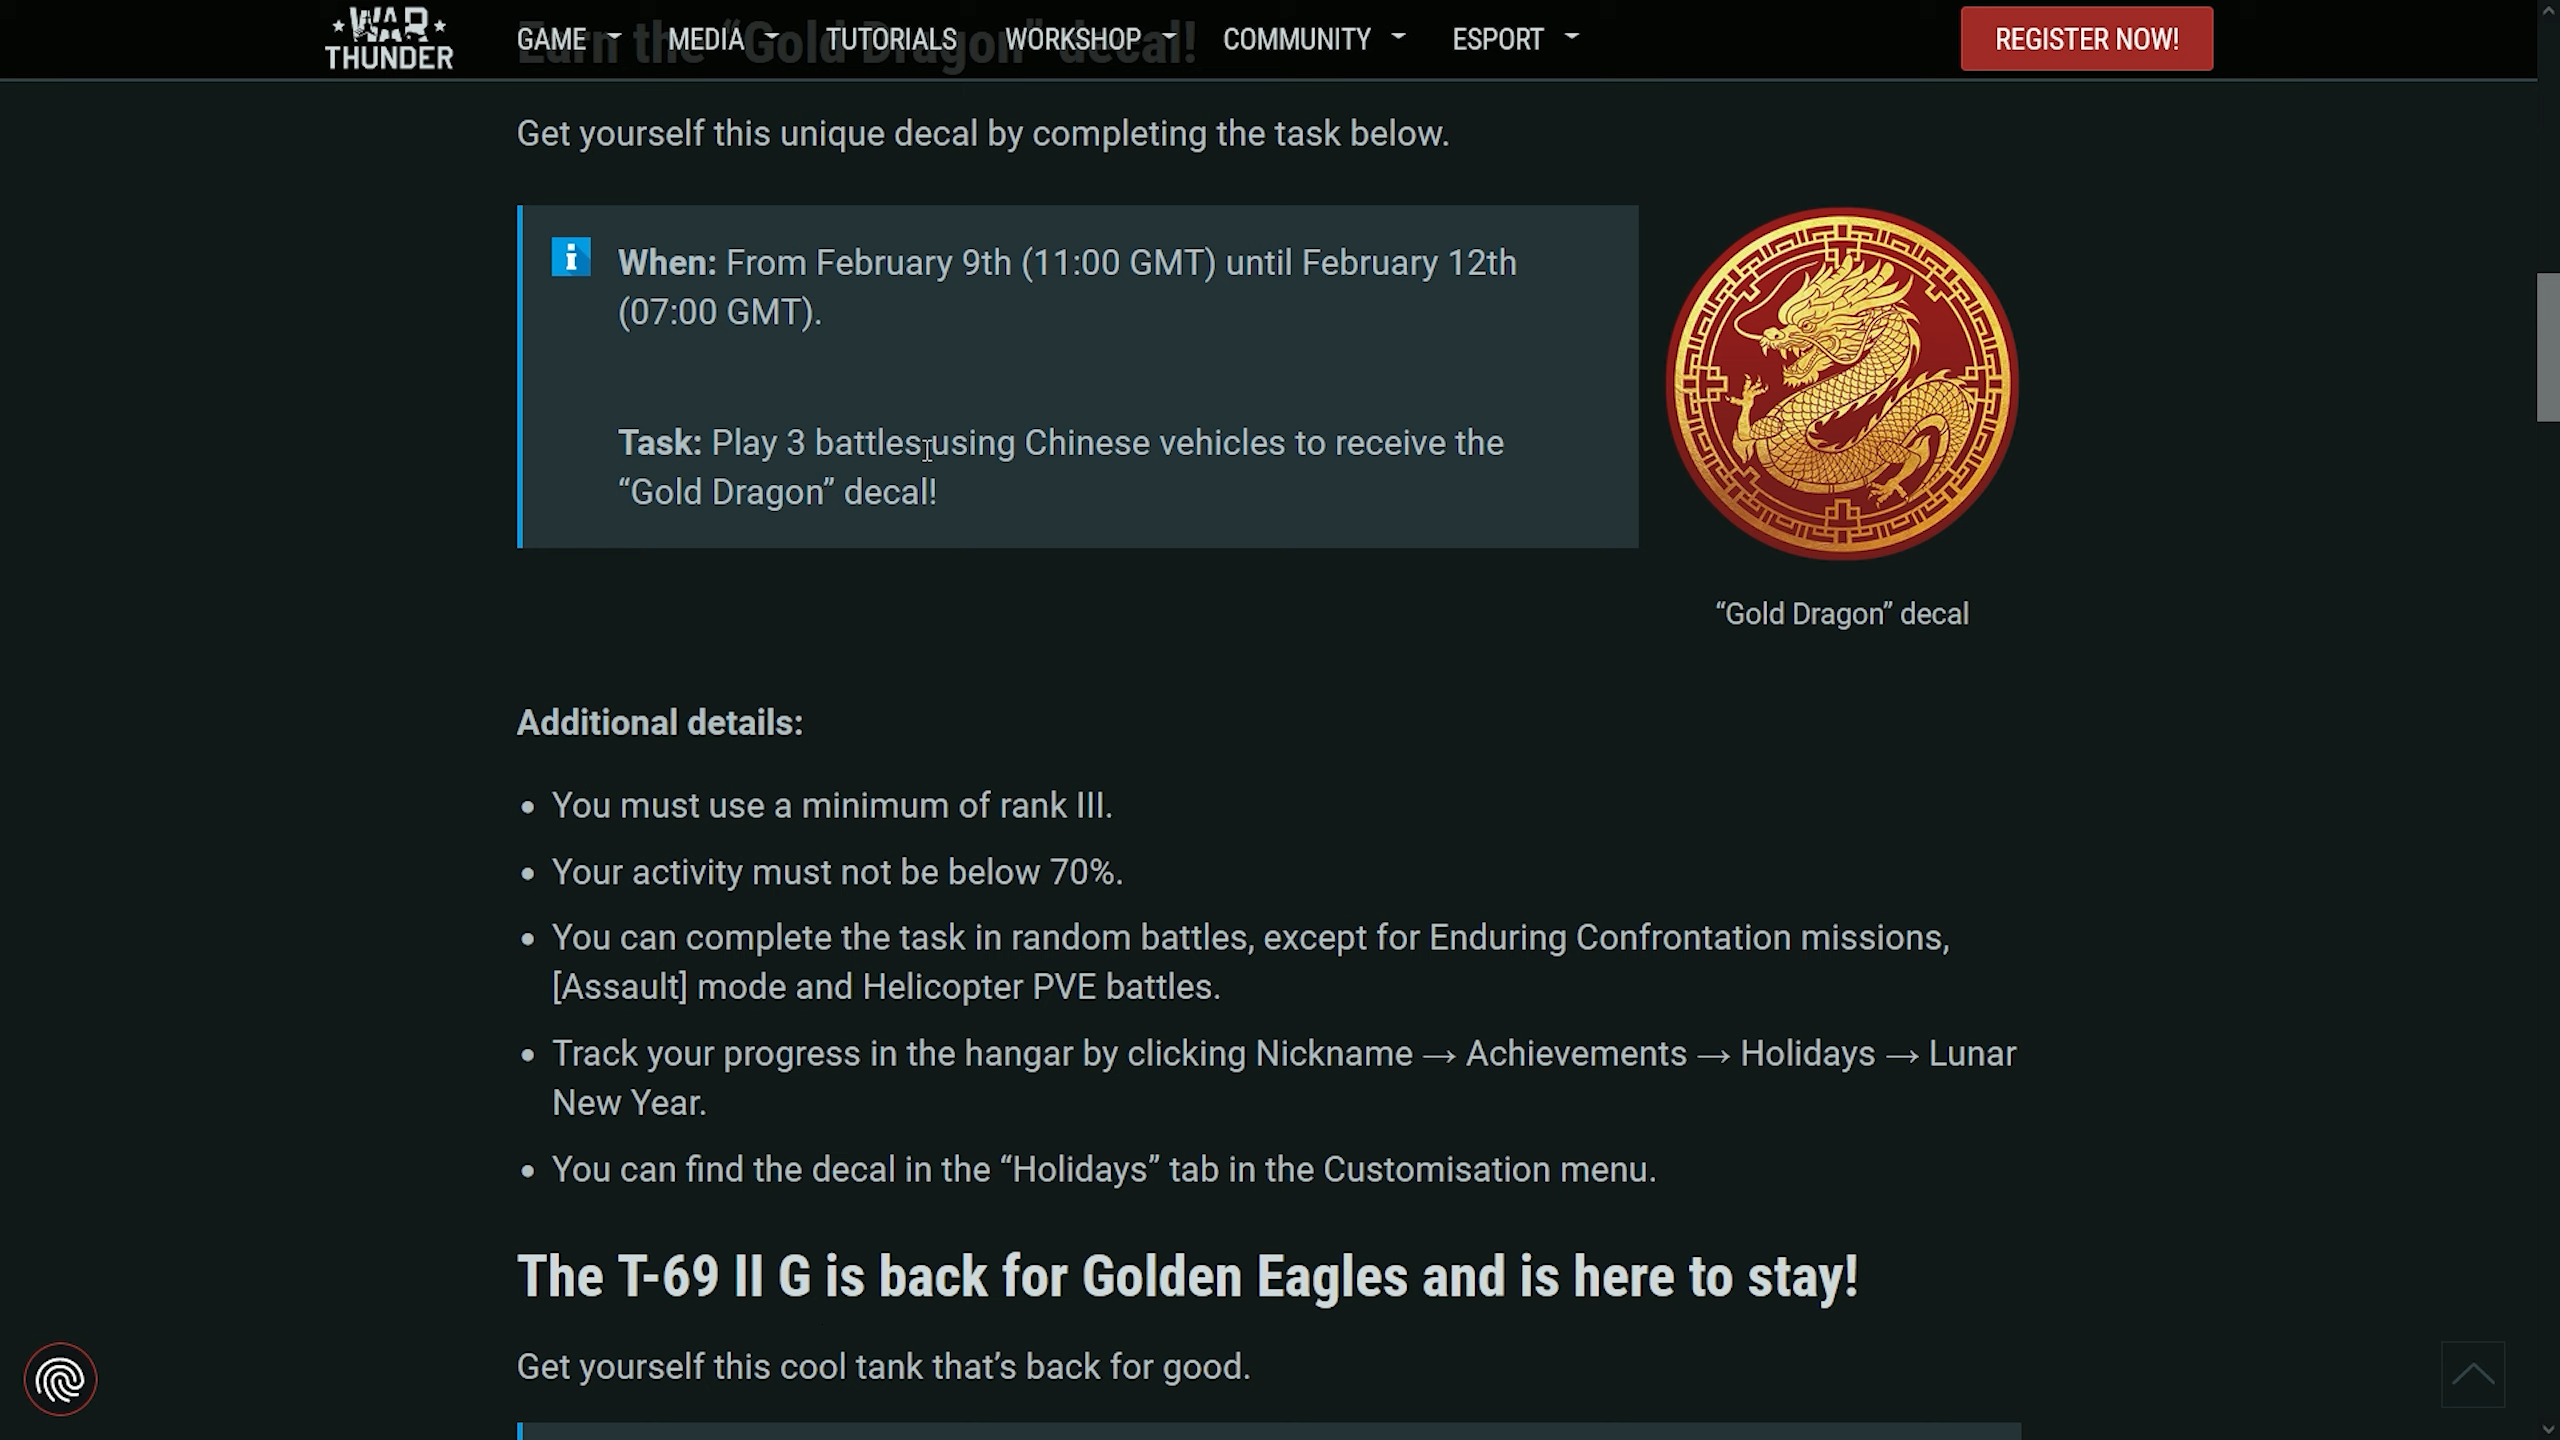 WAR
THUNDER
GAME
MEDIA
TUTORIALS
WORKSHOP
COMMUNITY
ESPORT
REGISTER NOW!
Earn the “Gold Dragon” decal!
Get yourself this unique decal by completing the task below.
When: From February 9th (11:00 GMT) until February 12th
(07:00 GMT).
Task: Play 3 battles using Chinese vehicles to receive the
“Gold Dragon” decal!
“Gold Dragon” decal
Additional details:
• You must use a minimum of rank III.
• Your activity must not be below 70%.
• You can complete the task in random battles, except for Enduring Confrontation missions,
[Assault] mode and Helicopter PVE battles.
• Track your progress in the hangar by clicking Nickname → Achievements → Holidays → Lunar
New Year.
• You can find the decal in the “Holidays” tab in the Customisation menu.
The T-69 II G is back for Golden Eagles and is here to stay!
Get yourself this cool tank that’s back for good.